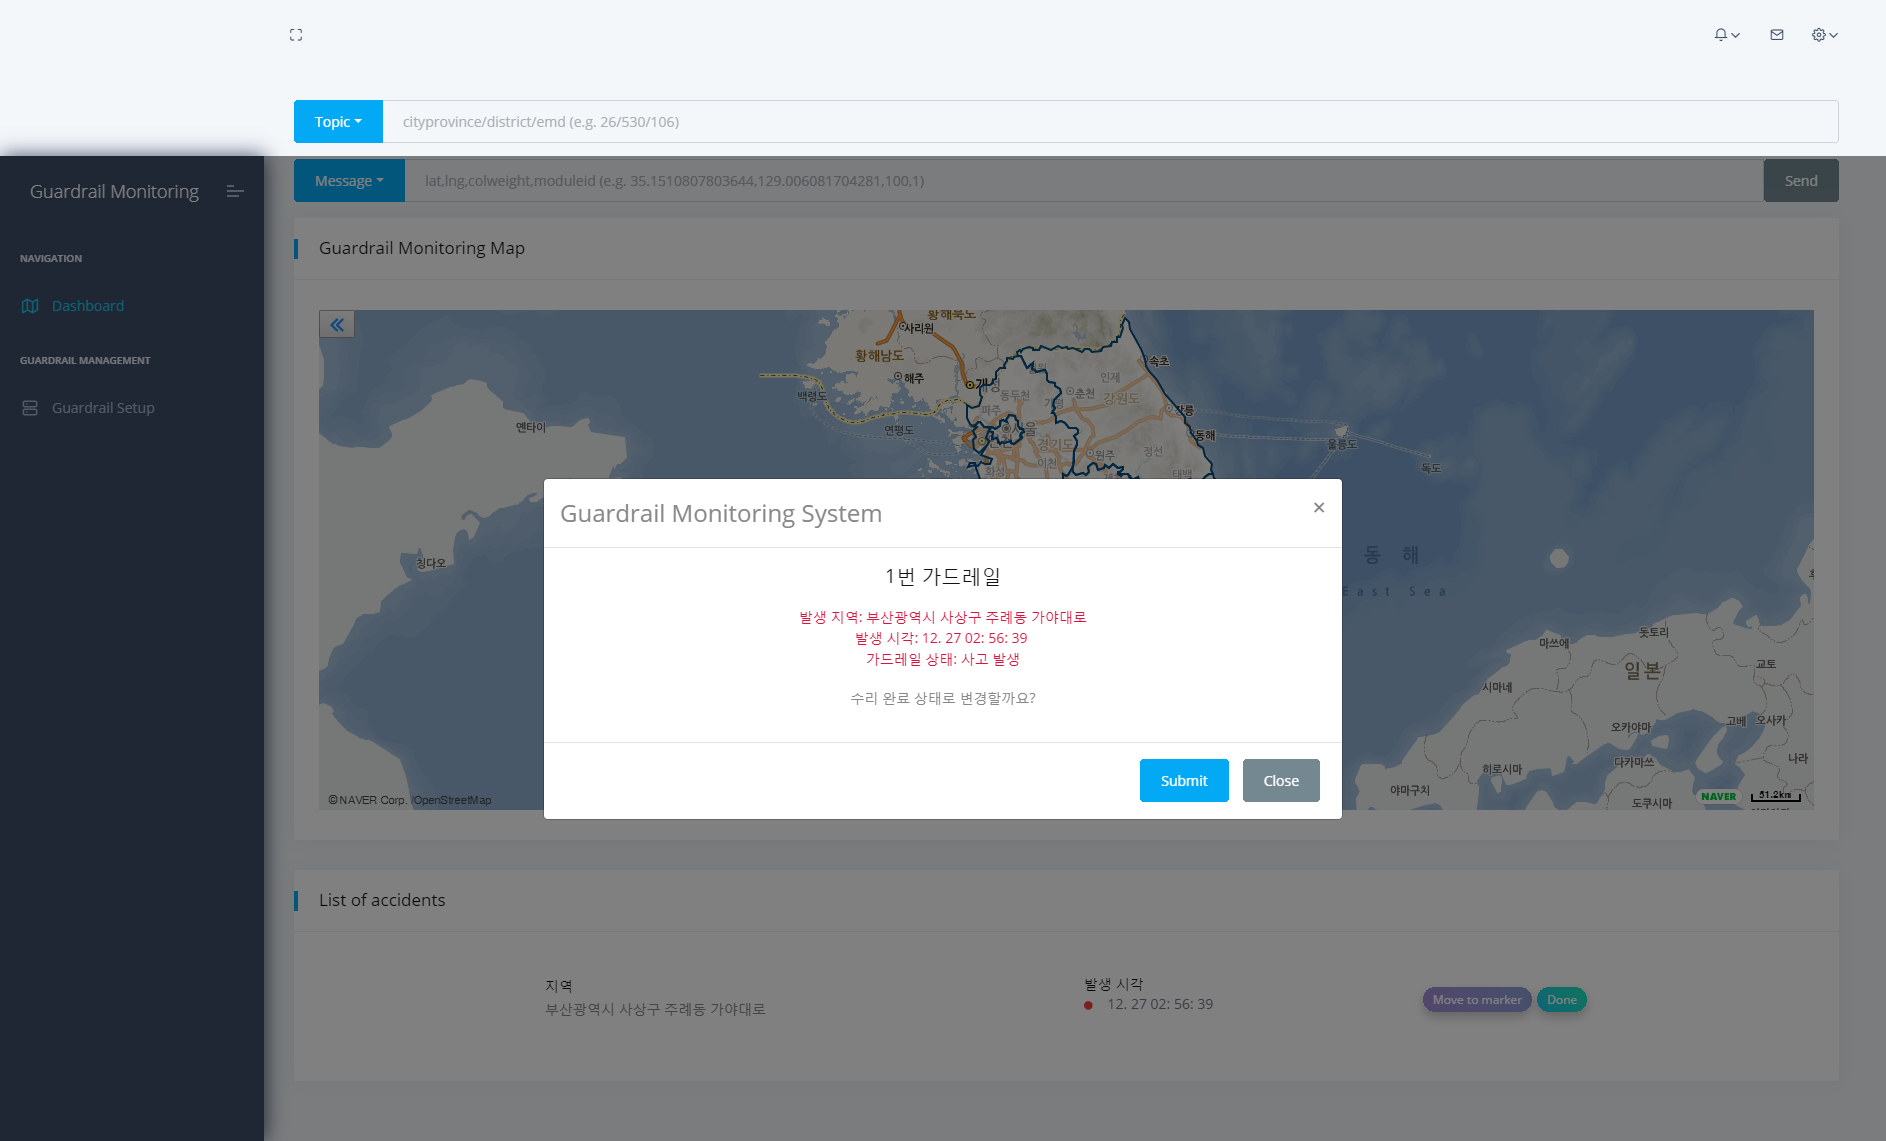 Topic
cityprovince/district/emd (e.g. 26/530/106)
Message
lat,lng,colweight,moduleid (e.g. 35.1510807803644,129.006081704281,100,1)
Send
Guardrail Monitoring
NAVIGATION
Dashboard
GUARDRAIL MANAGEMENT
Guardrail Setup
Guardrail Monitoring Map
황해북도
사리원
황해남도
해주
개성
속초
백령도
동두천
인제
춘천
파주
가평
강원도
강릉
연평도
서울
동해
인천
경기도
원주
정선
울릉도
화성
이천
태백
독도
옌타이
칭다오
동 해
East Sea
마쓰에
돗토리
일본
교토
시마네
오카야마
고베
오사카
나라
히로시마
다카마쓰
야마구치
도쿠시마
© NAVER Corp. /OpenStreetMap
NAVER
51.2km
Guardrail Monitoring System
×
1번 가드레일
발생 지역: 부산광역시 사상구 주례동 가야대로
발생 시각: 12. 27 02: 56: 39
가드레일 상태: 사고 발생
수리 완료 상태로 변경할까요?
Submit
Close
List of accidents
지역
부산광역시 사상구 주례동 가야대로
발생 시각
12. 27 02: 56: 39
Move to marker
Done